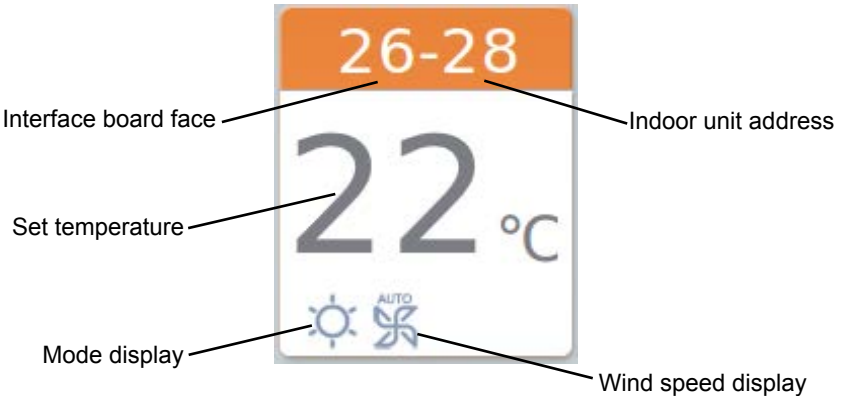 26-28
Interface board face
Indoor unit address
22 °C
Set temperature
AUTO
Mode display
Wind speed display